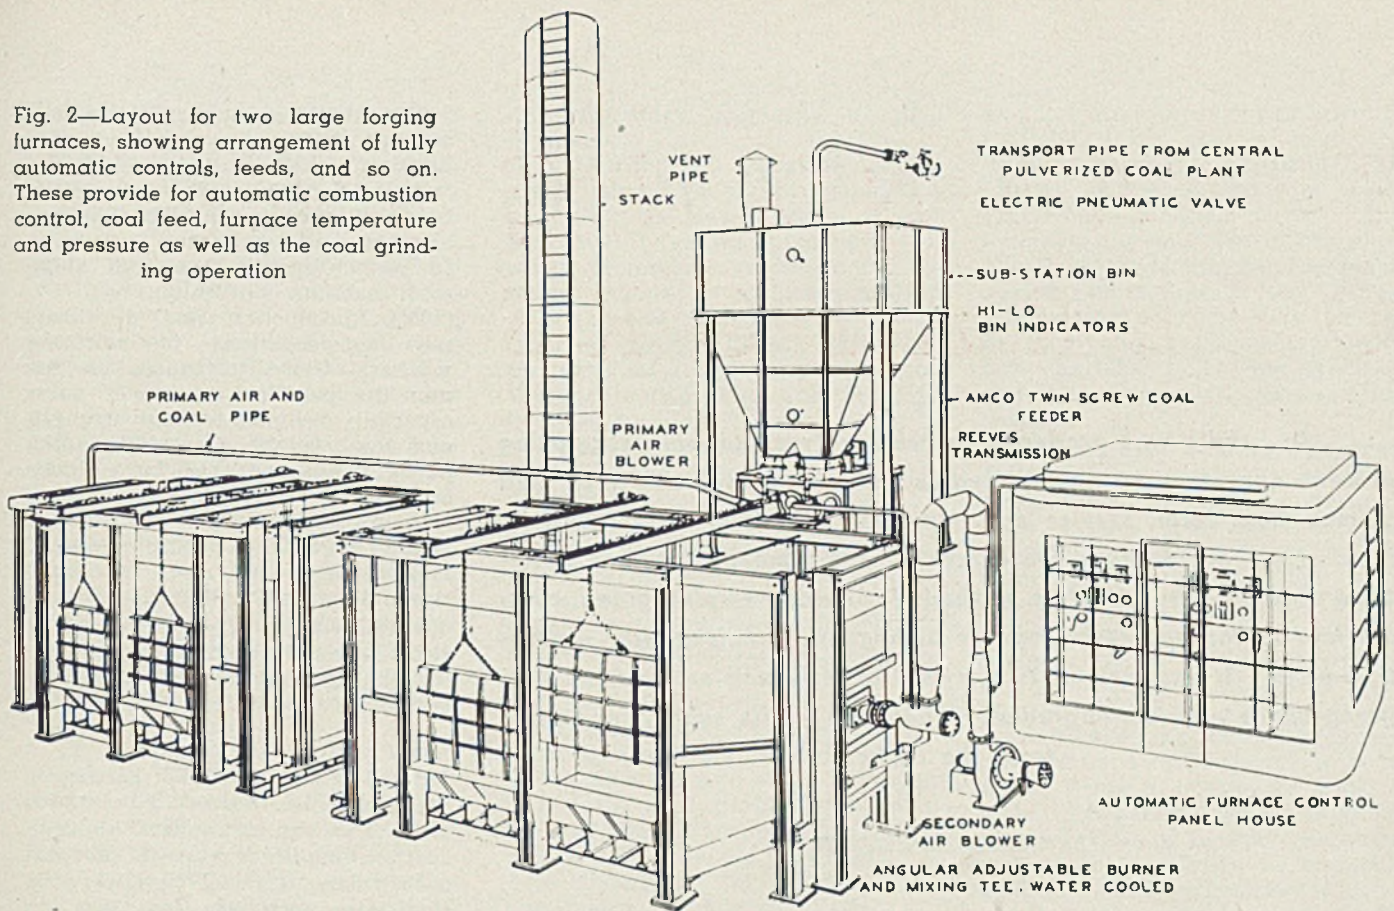 Fig. 2—Layout for two large forging
furnaces, showing arrangement of fully
automatic controls, feeds, and so on.
These provide for automatic combustion
control, coal feed, furnace temperature
and pressure as well as the coal grind-
ing operation
VENT
PIPE
STACK
TRANSPORT PIPE FROM CENTRAL
PULVERIZED COAL PLANT
ELECTRIC PNEUMATIC VALVE
SUB-STATION BIN
HI-LO
BIN INDICATORS
PRIMARY AIR AND
COAL PIPE
PRIMARY
AIR
BLOWER
AMCO TWIN SCREW COAL
FEEDER
REEVES
TRANSMISSION
AUTOMATIC FURNACE CONTROL
PANEL HOUSE
SECONDARY
AIR BLOWER
ANGULAR ADJUSTABLE BURNER
AND MIXING TEE, WATER COOLED